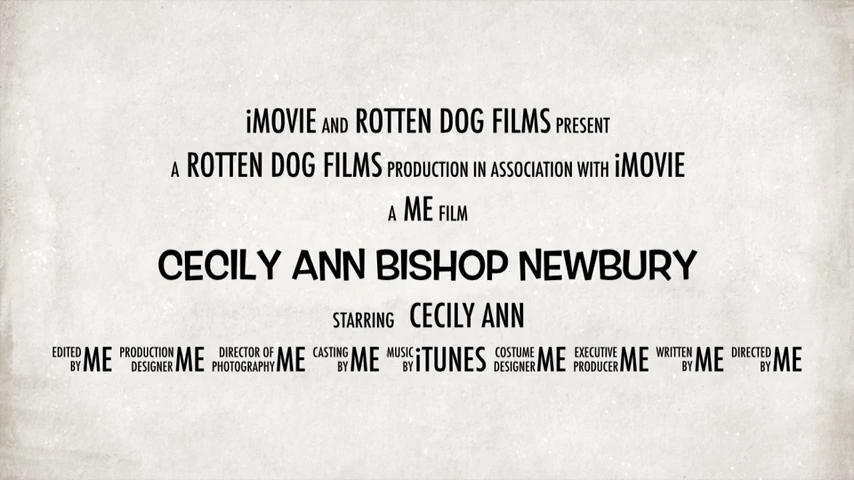 iMOVIE AND ROTTEN DOG FILMS PRESENT
A ROTTEN DOG FILMS PRODUCTION IN ASSOCIATION WITH iMOVIE
A ME FILM
CECILY ANN BISHOP NEWBURY
STARRING CECILY ANN
EDITED BY ME PRODUCTION DESIGNER ME DIRECTOR OF PHOTOGRAPHY ME CASTING BY ME MUSIC BY iTUNES COSTUME DESIGNER ME EXECUTIVE PRODUCER ME WRITTEN BY ME DIRECTED BY ME